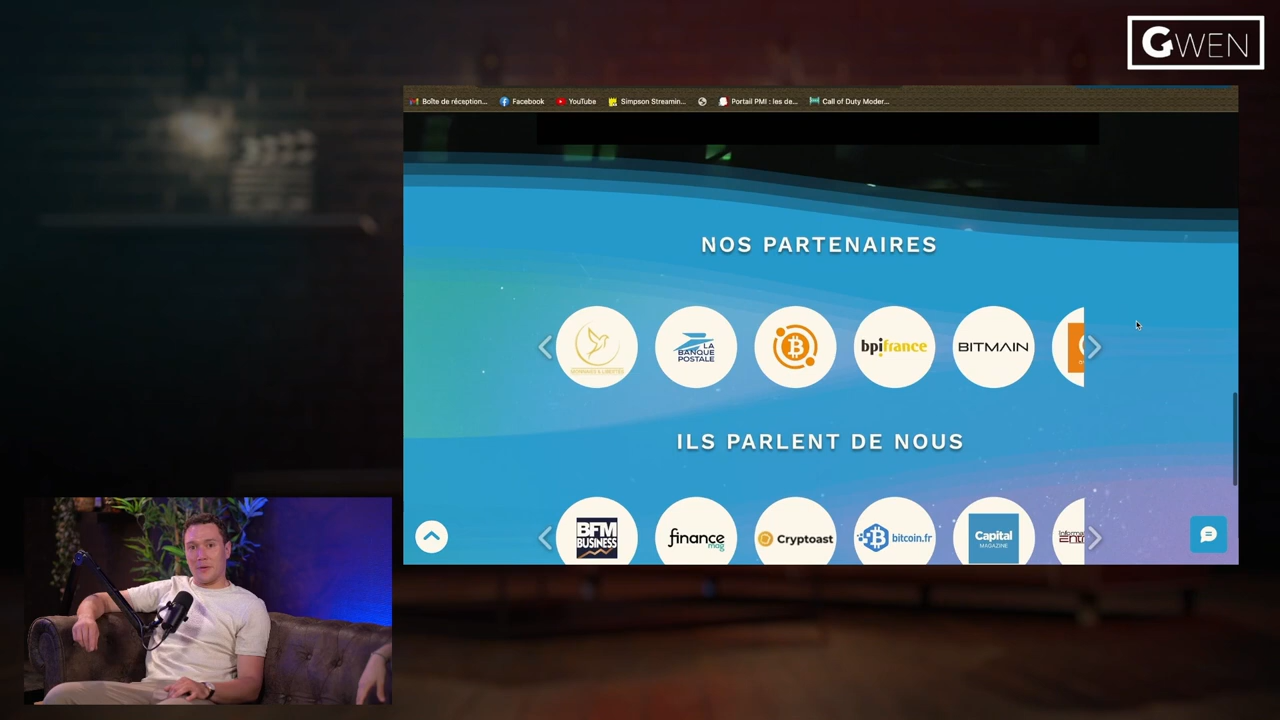 GWEN
Boîte de réception...
Facebook
YouTube
Simpson Streamin...
Portail PMI : les de...
Call of Duty Moder...
NOS PARTENAIRES
LA
BANQUE
POSTALE
bpifrance
BITMAIN
ILS PARLENT DE NOUS
BFM
BUSINESS
finance
mag
Cryptoast
bitcoin.fr
Capital
MAGAZINE